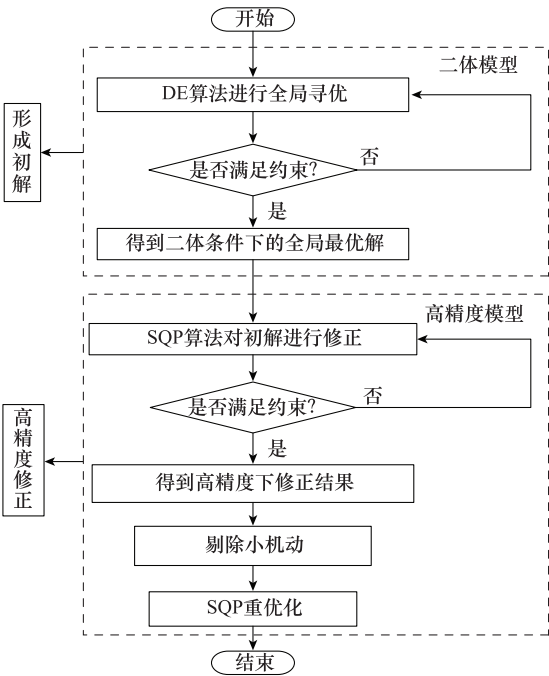 开始
二体模型
DE算法进行全局寻优
形成初解
是否满足约束?
否
是
得到二体条件下的全局最优解
高精度模型
SQP算法对初解进行修正
是否满足约束?
否
高精度修正
是
得到高精度下修正结果
剔除小机动
SQP重优化
结束